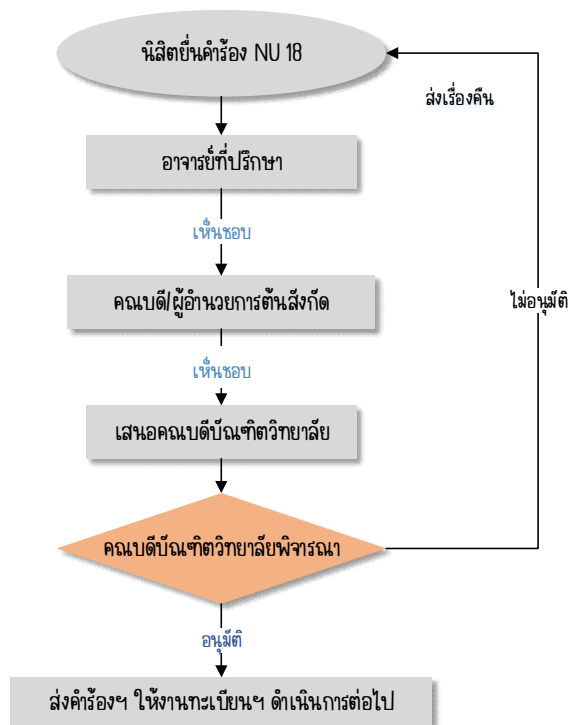 นิสิตยื่นคำร้อง NU 18
ส่งเรื่องคืน
อาจารย์ที่ปรึกษา
เห็นชอบ
คณบดี/ผู้อำนวยการต้นสังกัด
ไม่อนุมัติ
เห็นชอบ
เสนอคณบดีบัณฑิตวิทยาลัย
คณบดีบัณฑิตวิทยาลัยพิจารณา
อนุมัติ
ส่งคำร้องฯ ให้งานทะเบียนฯ ดำเนินการต่อไป